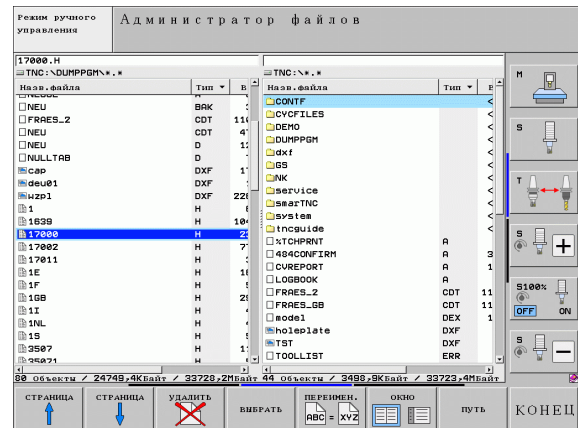 Режим ручного
управления
Администратор файлов
17000.H
TNC:\DUMPPGM\*.*
TNC:\*.*
Назв.файла Тип
Назв.файла Тип
NEU BAK
FRAES_2 CDT
NEU CDT
NEU D
NULLTAB D
cap DXF
deu01 DXF
wzpl DXF
1 H
1639 H
17000 H
17002 H
17011 H
1E H
1F H
1GB H
1I H
1NL H
1S H
3507 H
35071 H
80 Объекты / 24749,4КБайт / 33728,2МБайт
CONTF
CYCFILES
DEMO
DUMPPGM
dxf
GS
NK
service
smarTNC
system
tncguide
%TCHPRNT A
484CONFIRM A
CVREPORT A
LOGBOOK A
FRAES_2 CDT
FRAES_GB CDT
model DEX
holeplate DXF
TST DXF
TOOLLIST ERR
44 Объекты / 3498,9КБайт / 33723,4МБайт
M
S
T
S
S100%
OFF ON
S
СТРАНИЦА
СТРАНИЦА
УДАЛИТЬ
ВЫБРАТЬ
ПЕРЕИМЕН.
ABC = XYZ
ОКНО
ПУТЬ
КОНЕЦ